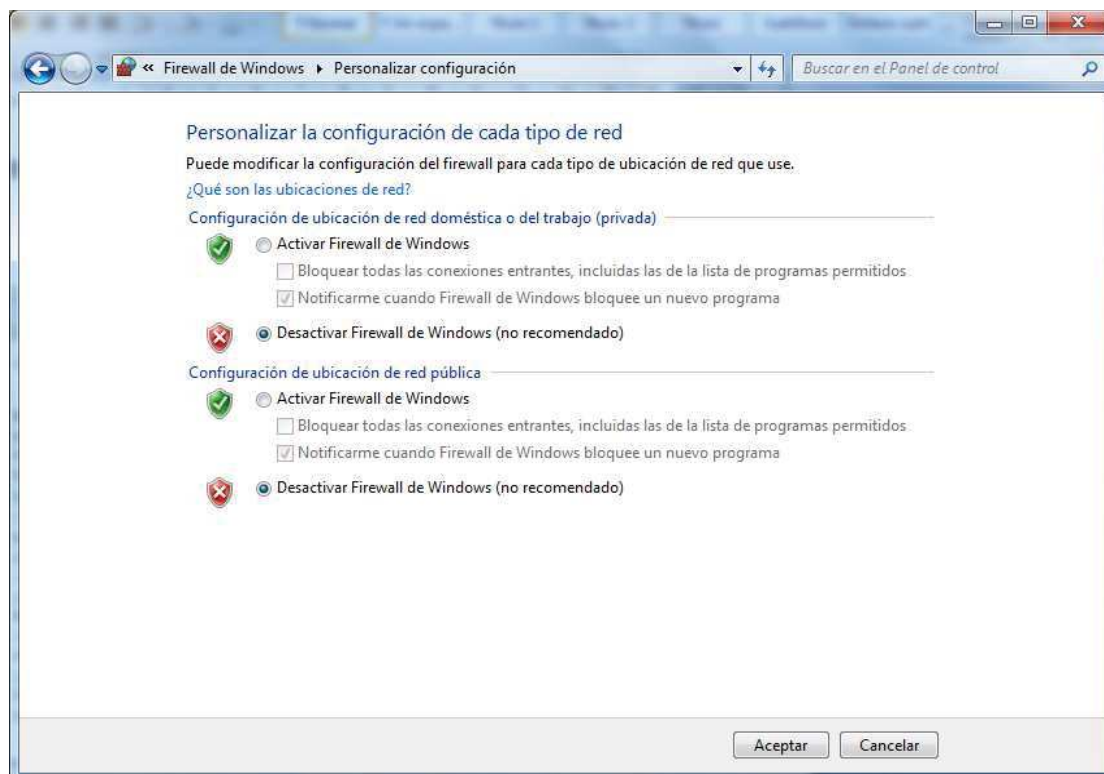 « Firewall de Windows ▸ Personalizar configuración
Buscar en el Panel de control
Personalizar la configuración de cada tipo de red
Puede modificar la configuración del firewall para cada tipo de ubicación de red que use.
¿Qué son las ubicaciones de red?
Configuración de ubicación de red doméstica o del trabajo (privada)
Activar Firewall de Windows
Bloquear todas las conexiones entrantes, incluidas las de la lista de programas permitidos
Notificarme cuando Firewall de Windows bloquee un nuevo programa
Desactivar Firewall de Windows (no recomendado)
Configuración de ubicación de red pública
Activar Firewall de Windows
Bloquear todas las conexiones entrantes, incluidas las de la lista de programas permitidos
Notificarme cuando Firewall de Windows bloquee un nuevo programa
Desactivar Firewall de Windows (no recomendado)
Aceptar Cancelar